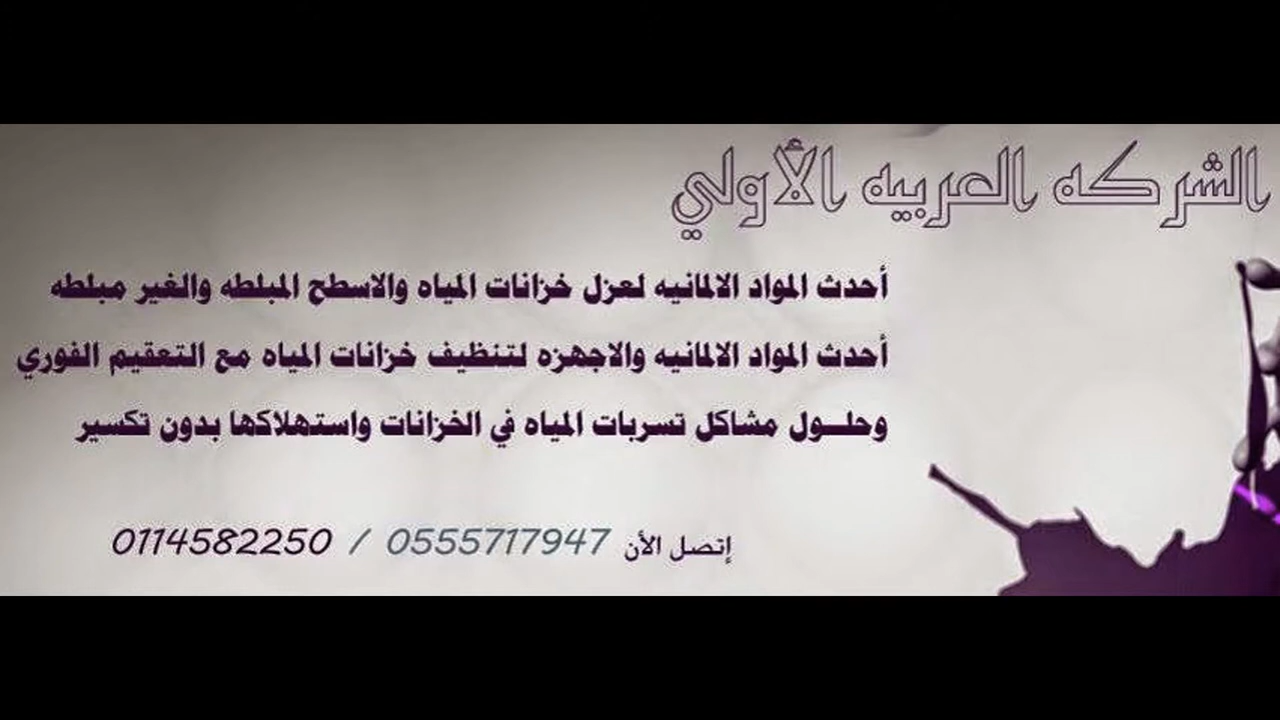 الشركه العربيه الأولي
أحدث المواد الالمانيه لعزل خزانات المياه والاسطح المبلطه والغير مبلطه
أحدث المواد الالمانيه والاجهزه لتنظيف خزانات المياه مع التعقيم الفوري
وحلـــول مشاكل تسربات المياه في الخزانات واستهلاكها بدون تكسير
إتصل الأن 0555717947 / 0114582250